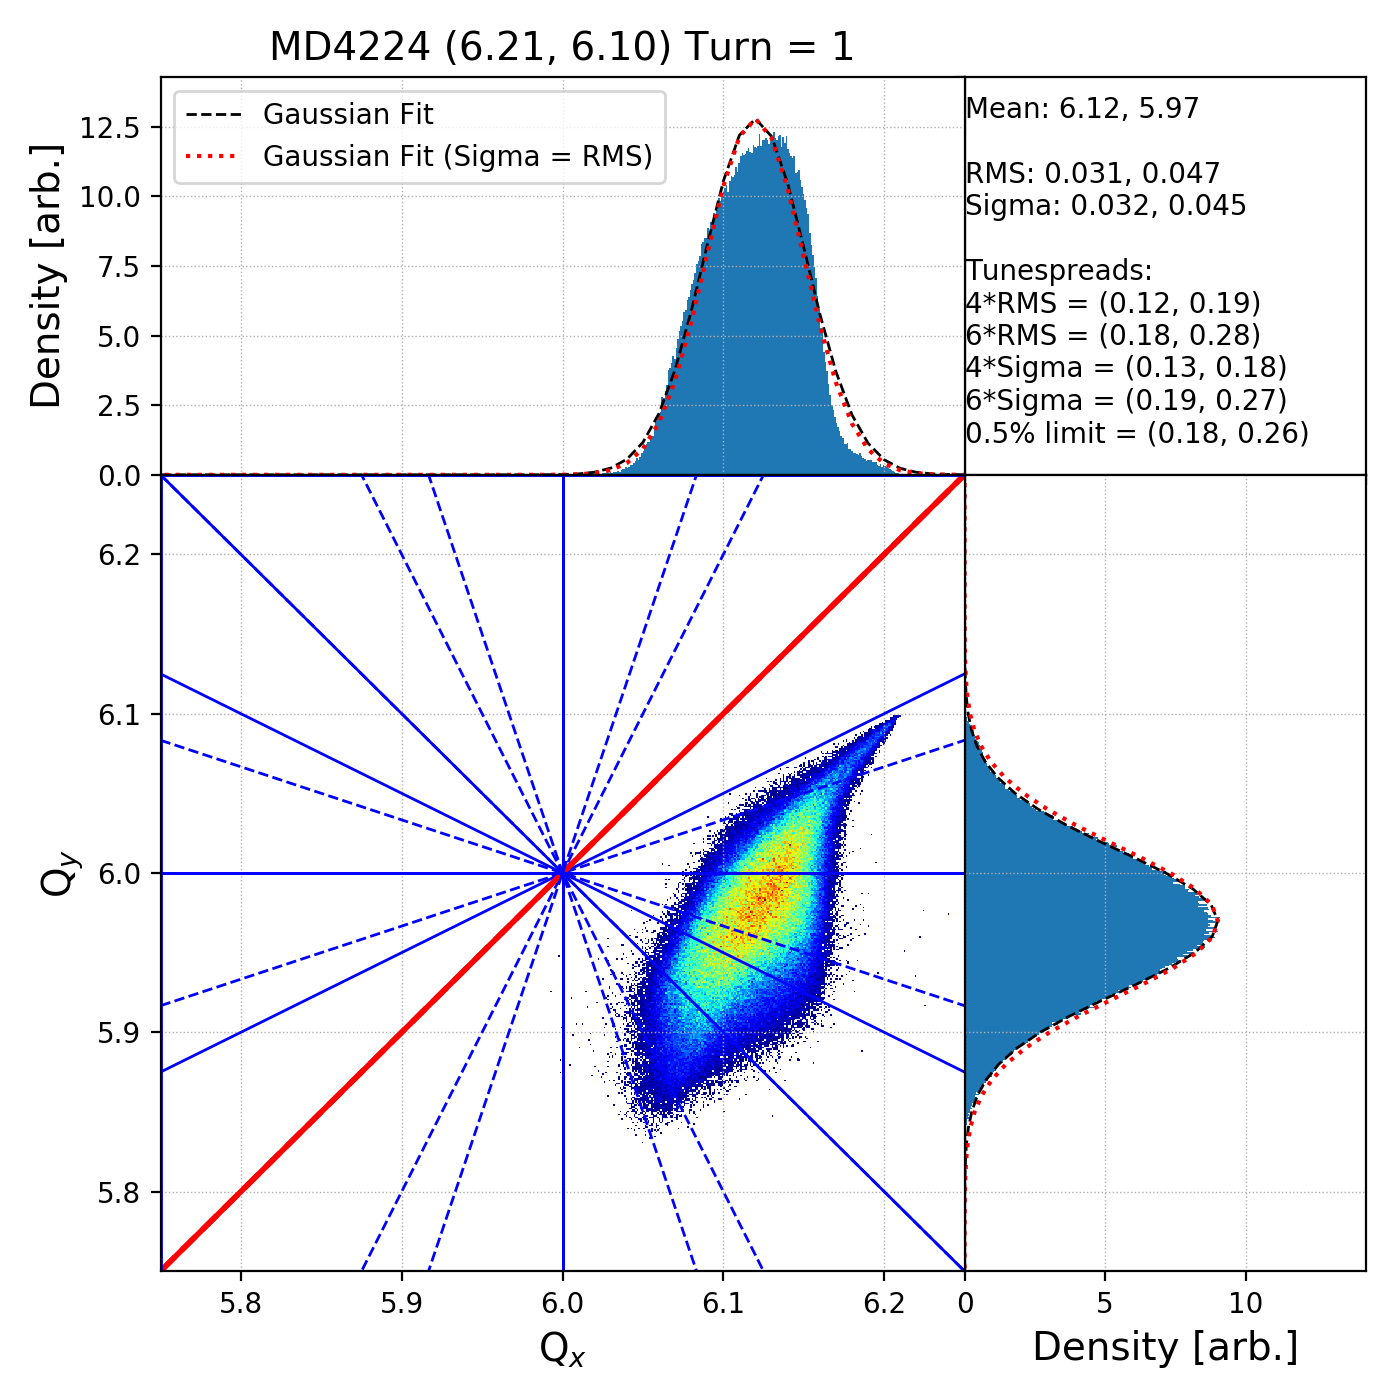 MD4224 (6.21, 6.10) Turn = 1
Gaussian Fit
Gaussian Fit (Sigma = RMS)
Density [arb.]
12.5
10.0
7.5
5.0
2.5
0.0
Mean: 6.12, 5.97
RMS: 0.031, 0.047
Sigma: 0.032, 0.045
Tunespreads:
4*RMS = (0.12, 0.19)
6*RMS = (0.18, 0.28)
4*Sigma = (0.13, 0.18)
6*Sigma = (0.19, 0.27)
0.5% limit = (0.18, 0.26)
Qy
6.2
6.1
6.0
5.9
5.8
5.8 5.9 6.0 6.1 6.2
Qx
0 5 10
Density [arb.]